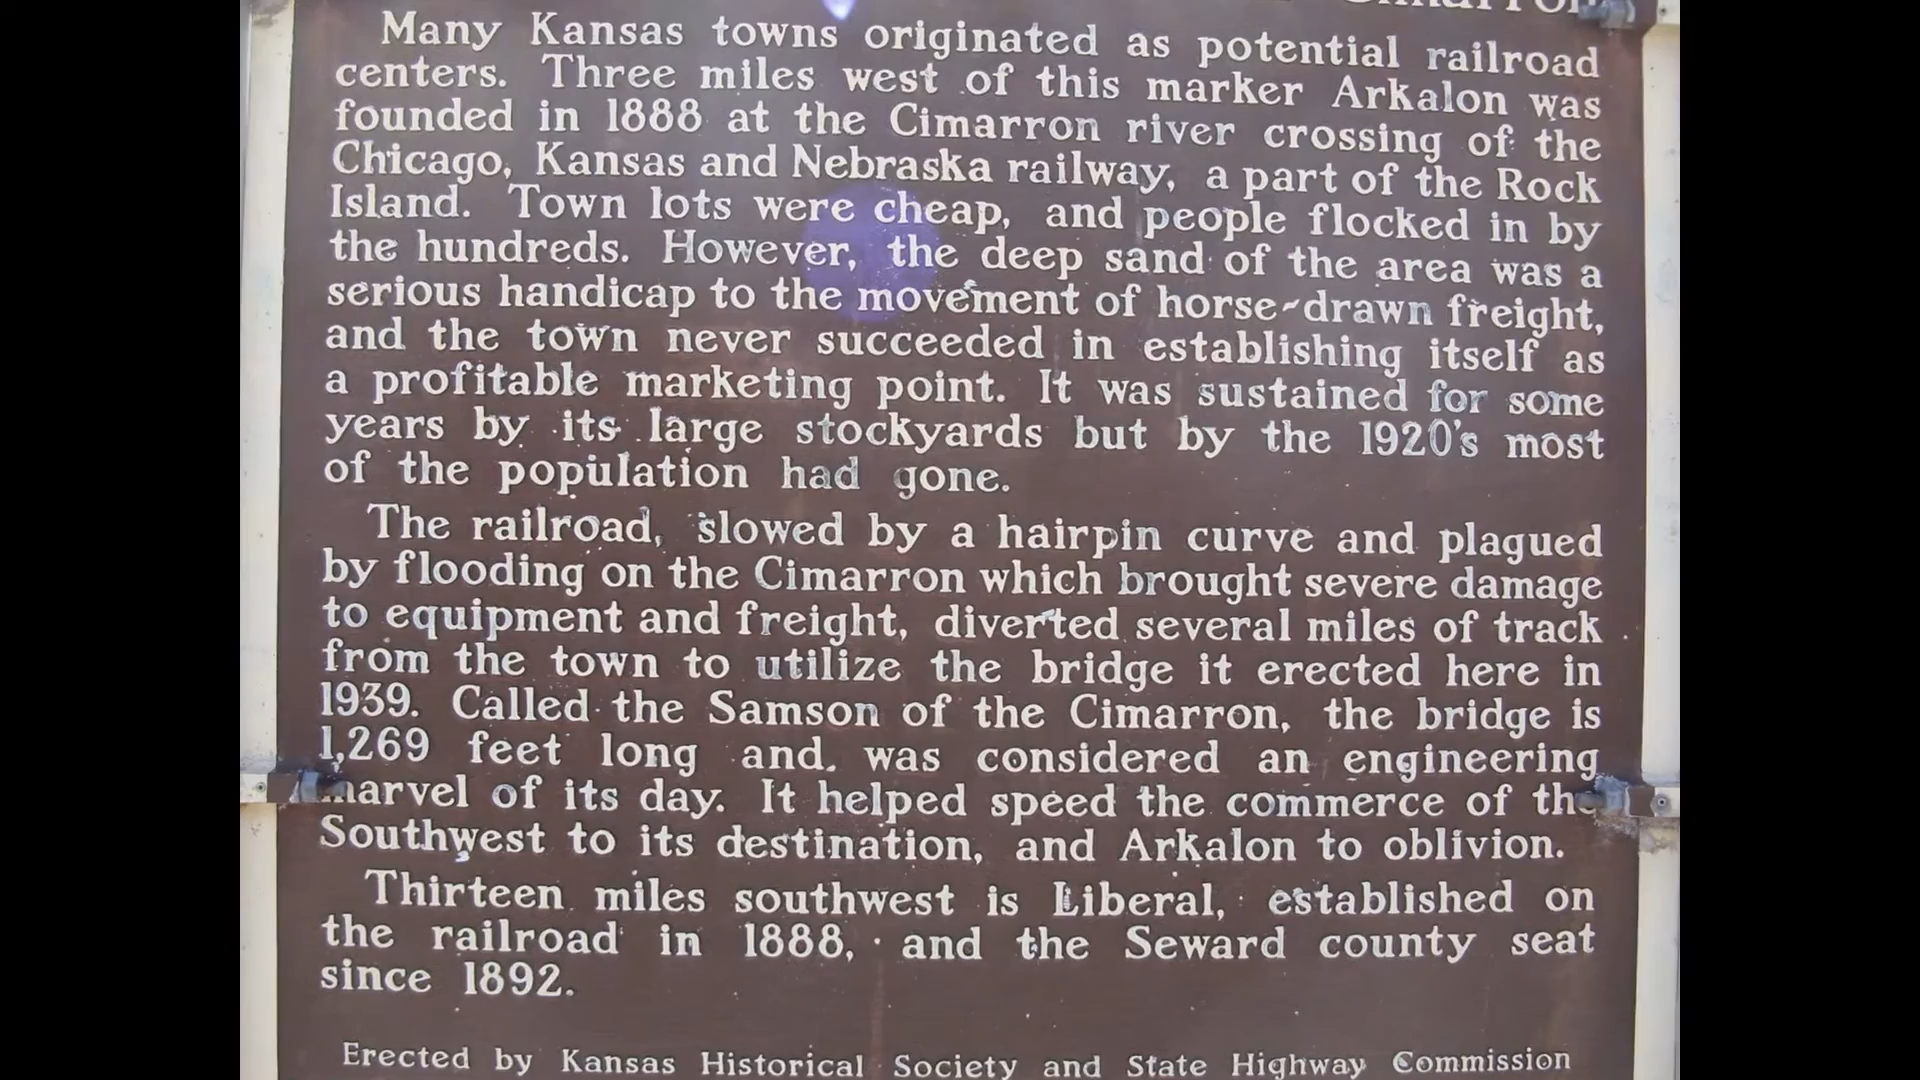 Cimarron
Many Kansas towns originated as potential railroad
centers. Three miles west of this marker Arkalon was
founded in 1888 at the Cimarron river crossing of the
Chicago, Kansas and Nebraska railway, a part of the Rock
Island. Town lots were cheap, and people flocked in by
the hundreds. However, the deep sand of the area was a
serious handicap to the movement of horse-drawn freight,
and the town never succeeded in establishing itself as
a profitable marketing point. It was sustained for some
years by its large stockyards but by the 1920's most
of the population had gone.
The railroad, slowed by a hairpin curve and plagued
by flooding on the Cimarron which brought severe damage
to equipment and freight, diverted several miles of track
from the town to utilize the bridge it erected here in
1939. Called the Samson of the Cimarron, the bridge is
1,269 feet long and was considered an engineering
marvel of its day. It helped speed the commerce of the
Southwest to its destination, and Arkalon to oblivion.
Thirteen miles southwest is Liberal, established on
the railroad in 1888, and the Seward county seat
since 1892.
Erected by Kansas Historical Society and State Highway Commission